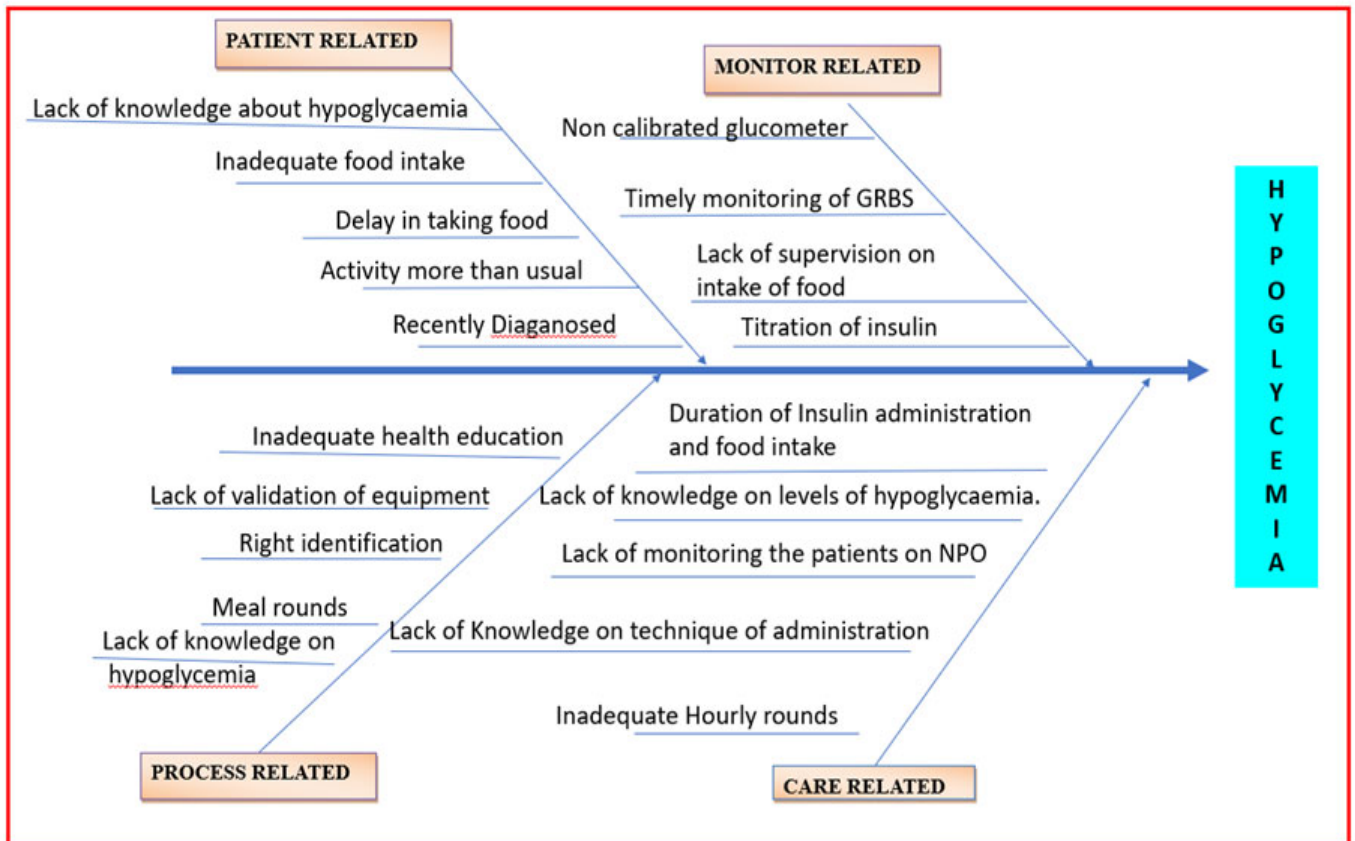 PATIENT RELATED
Lack of knowledge about hypoglycaemia
Inadequate food intake
Delay in taking food
Activity more than usual
Recently Diaganosed
MONITOR RELATED
Non calibrated glucometer
Timely monitoring of GRBS
Lack of supervision on
intake of food
Titration of insulin
Inadequate health education
Lack of validation of equipment
Right identification
Meal rounds
Lack of knowledge on
hypoglycemia
PROCESS RELATED
Duration of Insulin administration
and food intake
Lack of knowledge on levels of hypoglycaemia.
Lack of monitoring the patients on NPO
Lack of Knowledge on technique of administration
Inadequate Hourly rounds
CARE RELATED
H
Y
P
O
G
L
Y
C
E
M
I
A